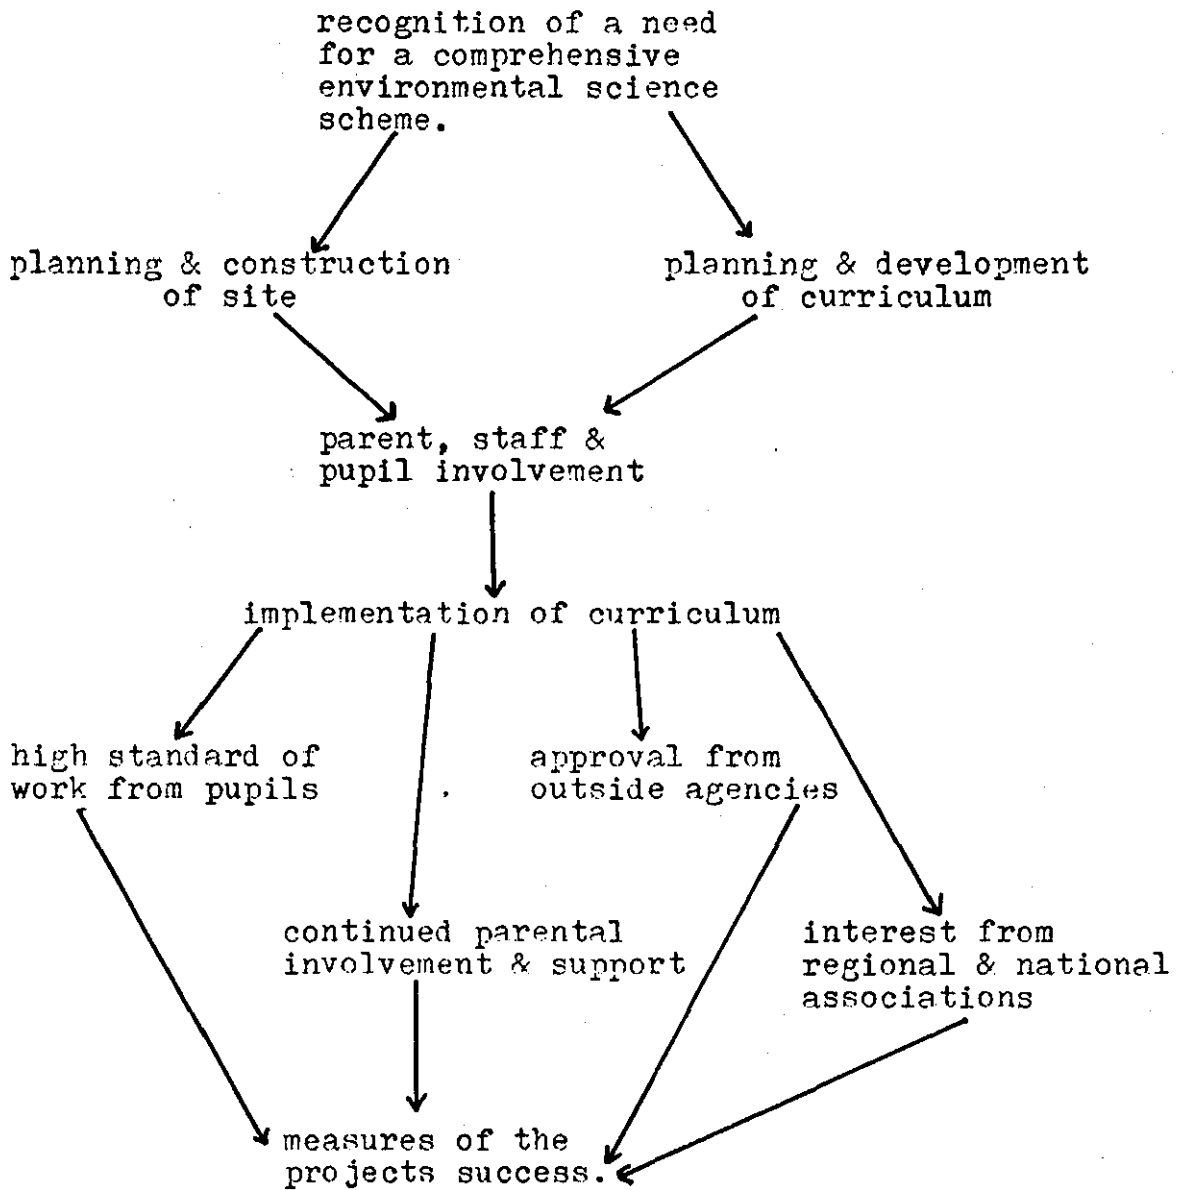 recognition of a need
for a comprehensive
environmental science
scheme.
planning & construction
of site
planning & development
of curriculum
parent, staff &
pupil involvement
implementation of curriculum
high standard of
work from pupils
approval from
outside agencies
continued parental
involvement & support
interest from
regional & national
associations
measures of the
projects success.